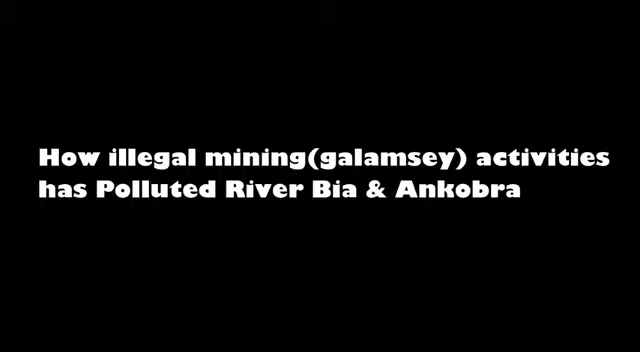 How illegal mining(galamsey) activities
has Polluted River Bia & Ankobra